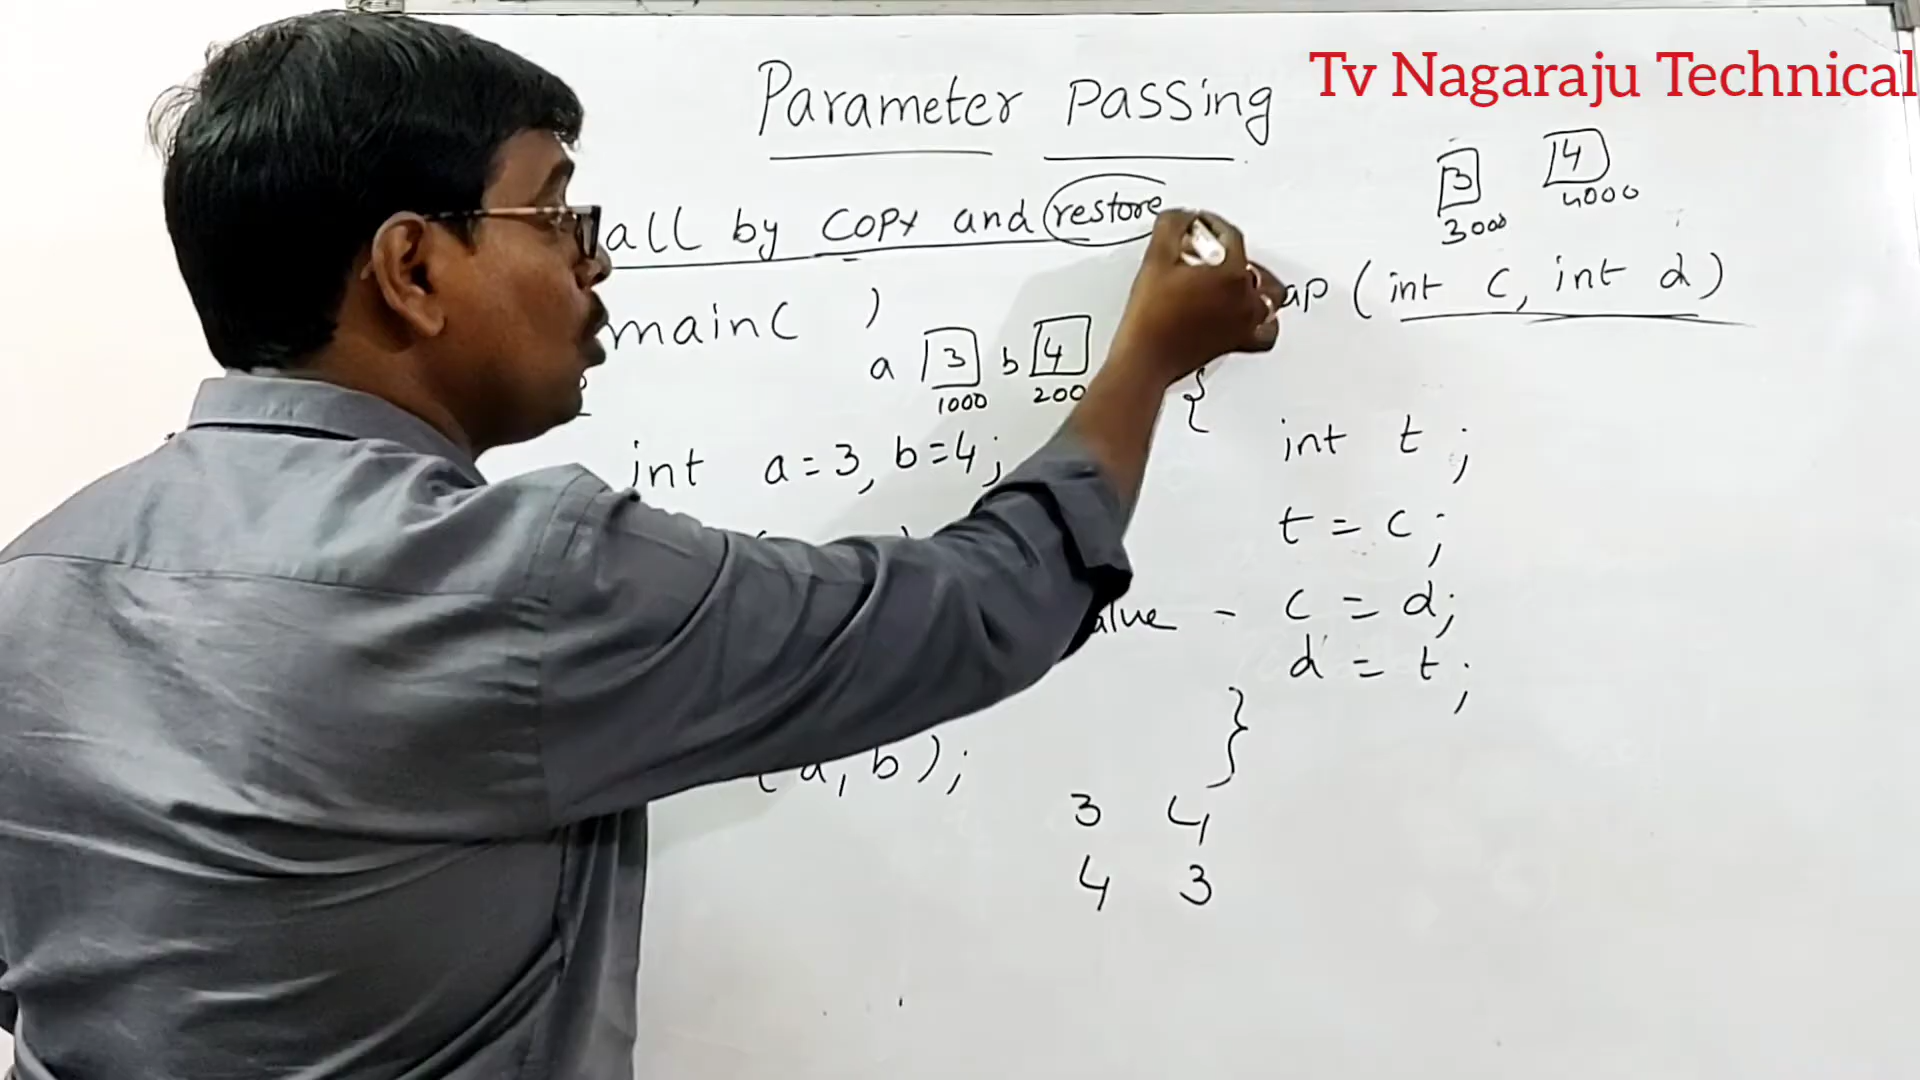 Tv Nagaraju Technical
Parameter Passing
all by copy and restore
3 4
3000 4000
main( )
ap (int c, int d)
a 3 b 4
1000 200
{
int a=3, b=4;
int t ;
t = c ;
alue - c = d;
d = t ;
}
( a, b );
3 4
4 3